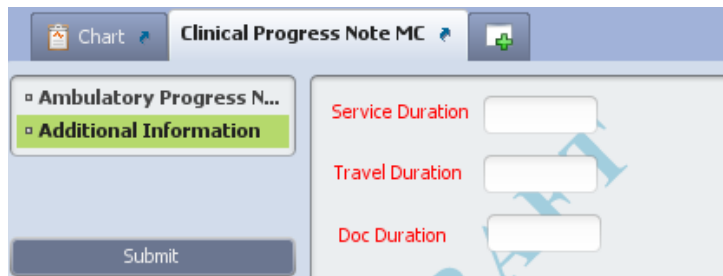 Chart
Clinical Progress Note MC
Ambulatory Progress N...
Additional Information
Submit
Service Duration
Travel Duration
Doc Duration